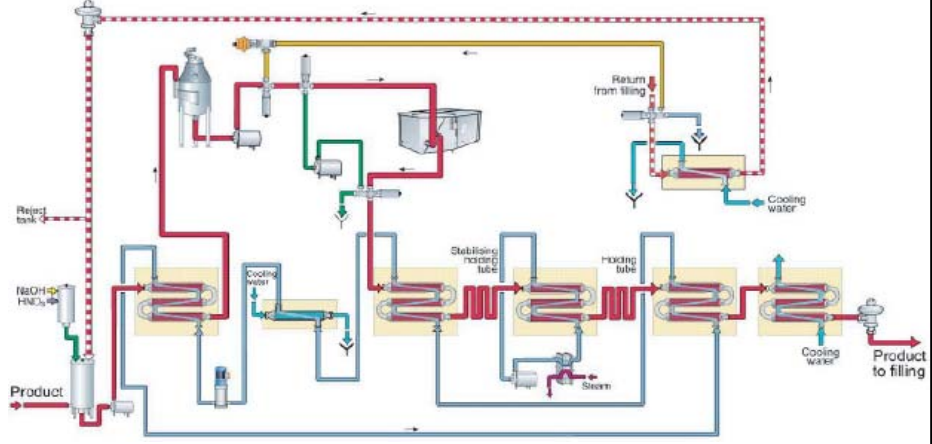 Return
from filling
Cooling
water
Reject
tank
Stabilising
holding
tube
Holding
tube
NaOH
HNO₃
Cooling
water
Product
Steam
Cooling
water
Product
to filling